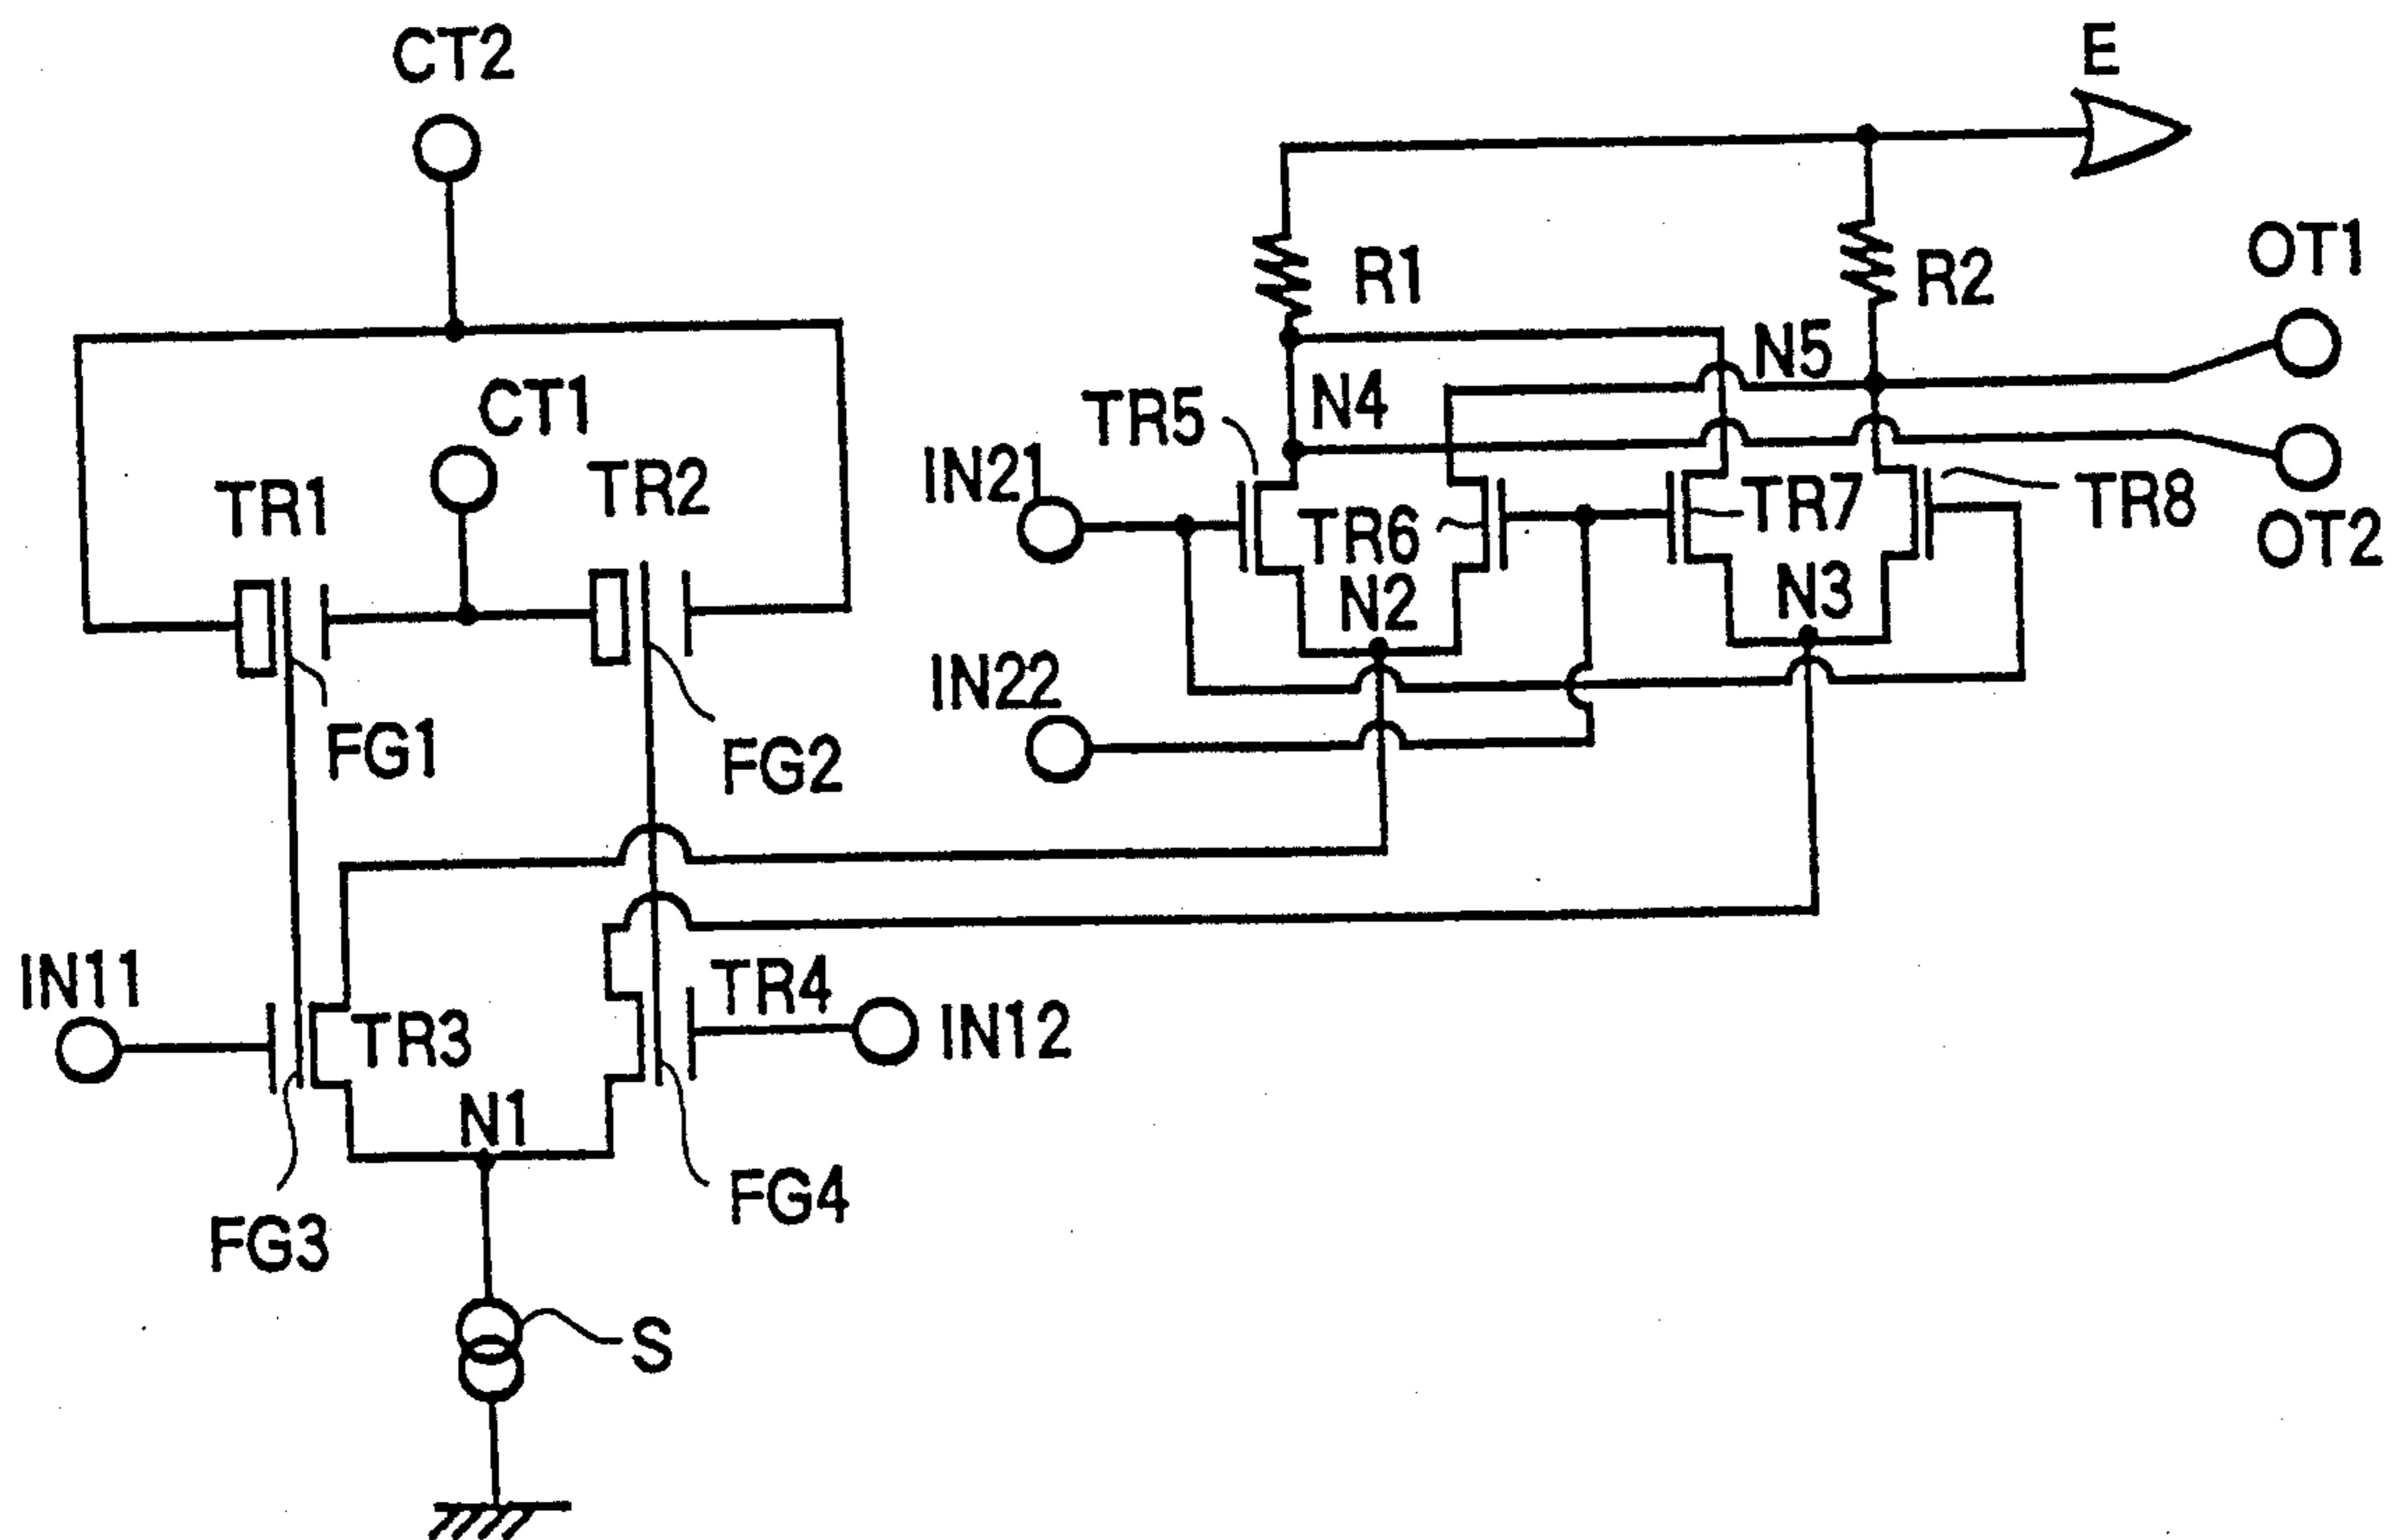 CT2
E
OT1
R1
R2
N5
CT1
N4
TR5
TR1
TR2
IN21
TR6
TR7
TR8
OT2
N2
N3
IN22
FG1
FG2
IN11
TR3
TR4
IN12
N1
FG4
FG3
S